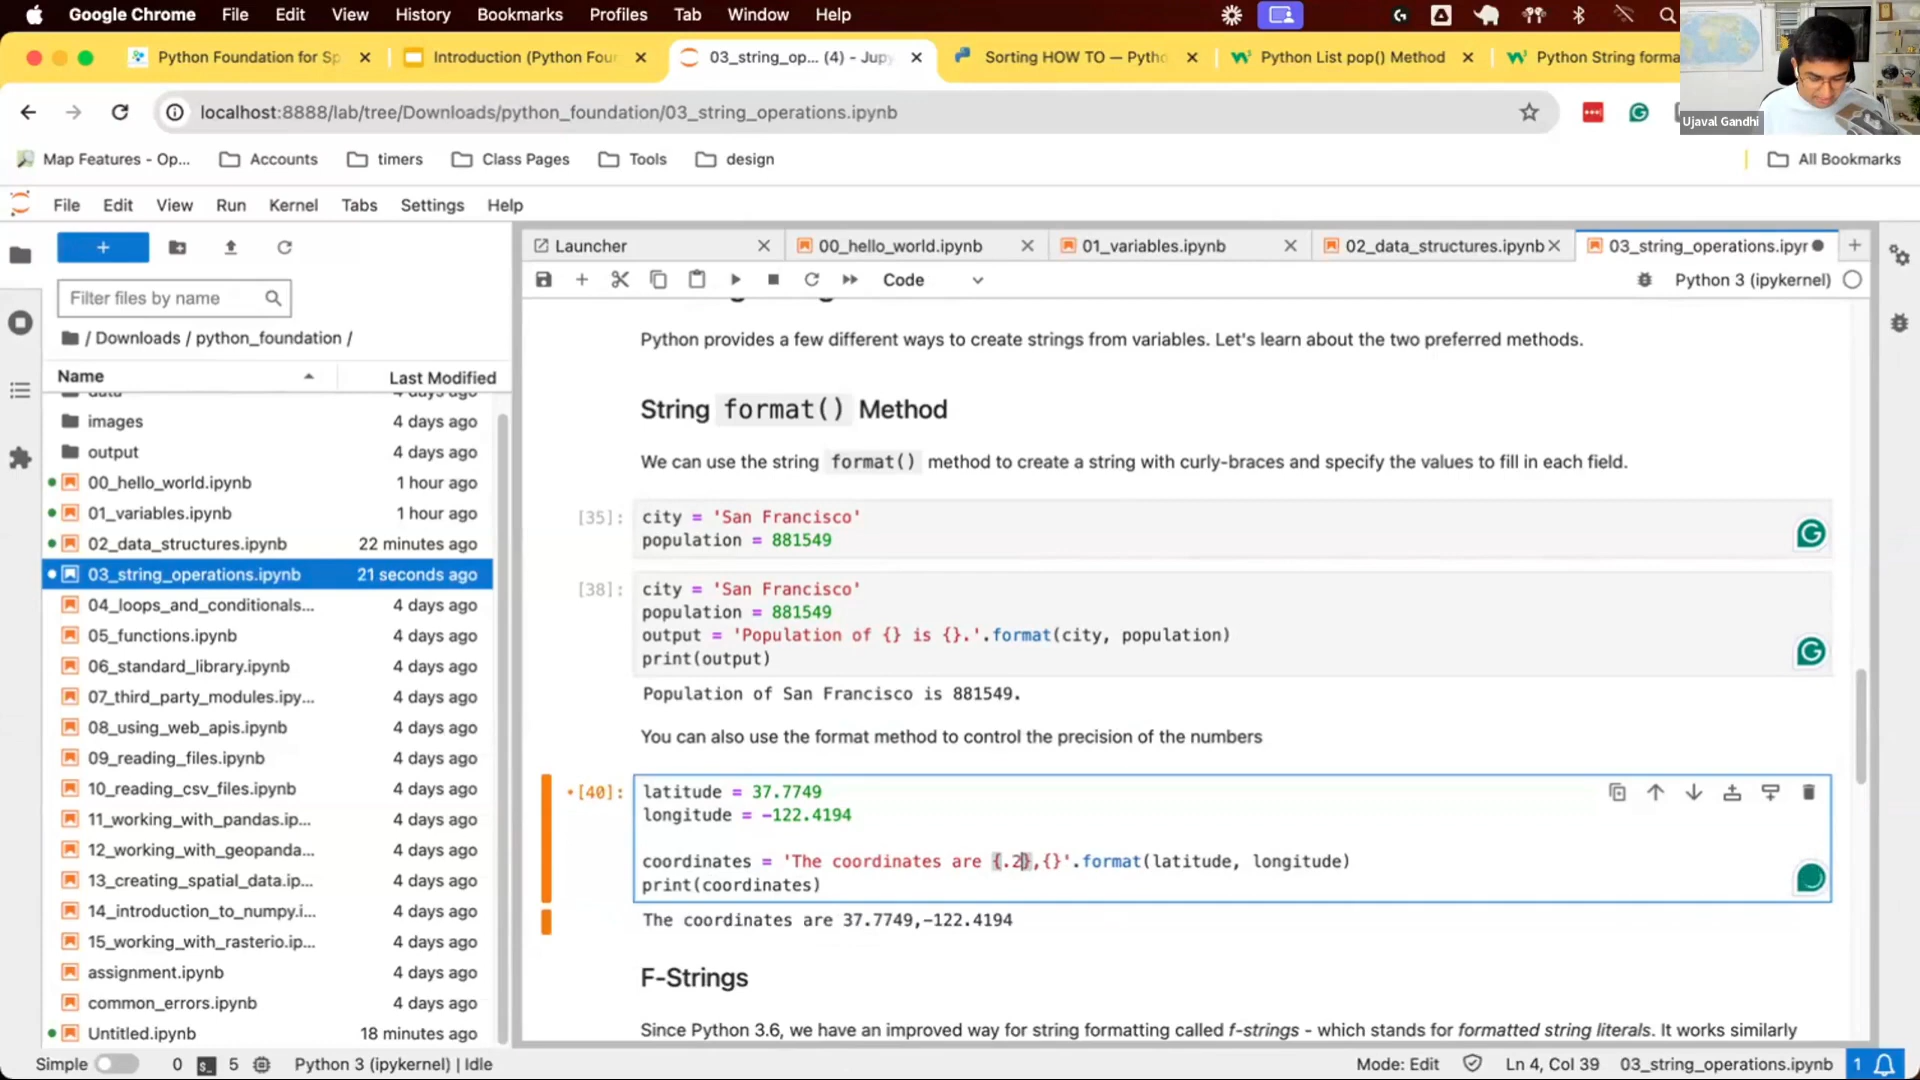 Google Chrome File Edit View History Bookmarks Profiles Tab Window Help
Python Foundation for Sp Introduction (Python Four 03_string_op... (4) - Jupy Sorting HOW TO — Pytho Python List pop() Method Python String forma
localhost:8888/lab/tree/Downloads/python_foundation/03_string_operations.ipynb
Ujaval Gandhi
Map Features - Op... Accounts timers Class Pages Tools design All Bookmarks
File Edit View Run Kernel Tabs Settings Help
Launcher 00_hello_world.ipynb 01_variables.ipynb 02_data_structures.ipynb 03_string_operations.ipyr
Code Python 3 (ipykernel)
Filter files by name
/ Downloads / python_foundation /
Name Last Modified
data 4 days ago
images 4 days ago
output 4 days ago
00_hello_world.ipynb 1 hour ago
01_variables.ipynb 1 hour ago
02_data_structures.ipynb 22 minutes ago
03_string_operations.ipynb 21 seconds ago
04_loops_and_conditionals... 4 days ago
05_functions.ipynb 4 days ago
06_standard_library.ipynb 4 days ago
07_third_party_modules.ipy... 4 days ago
08_using_web_apis.ipynb 4 days ago
09_reading_files.ipynb 4 days ago
10_reading_csv_files.ipynb 4 days ago
11_working_with_pandas.ip... 4 days ago
12_working_with_geopanda... 4 days ago
13_creating_spatial_data.ip... 4 days ago
14_introduction_to_numpy.i... 4 days ago
15_working_with_rasterio.ip... 4 days ago
assignment.ipynb 4 days ago
common_errors.ipynb 4 days ago
Untitled.ipynb 18 minutes ago
Python provides a few different ways to create strings from variables. Let's learn about the two preferred methods.
String format() Method
We can use the string format() method to create a string with curly-braces and specify the values to fill in each field.
[35]: city = 'San Francisco'
population = 881549
[38]: city = 'San Francisco'
population = 881549
output = 'Population of {} is {}.'.format(city, population)
print(output)
Population of San Francisco is 881549.
You can also use the format method to control the precision of the numbers
[40]: latitude = 37.7749
longitude = -122.4194
coordinates = 'The coordinates are {.2},{}'.format(latitude, longitude)
print(coordinates)
The coordinates are 37.7749,-122.4194
F-Strings
Since Python 3.6, we have an improved way for string formatting called f-strings - which stands for formatted string literals. It works similarly
Simple 0 5 Python 3 (ipykernel) | Idle Mode: Edit Ln 4, Col 39 03_string_operations.ipynb 1